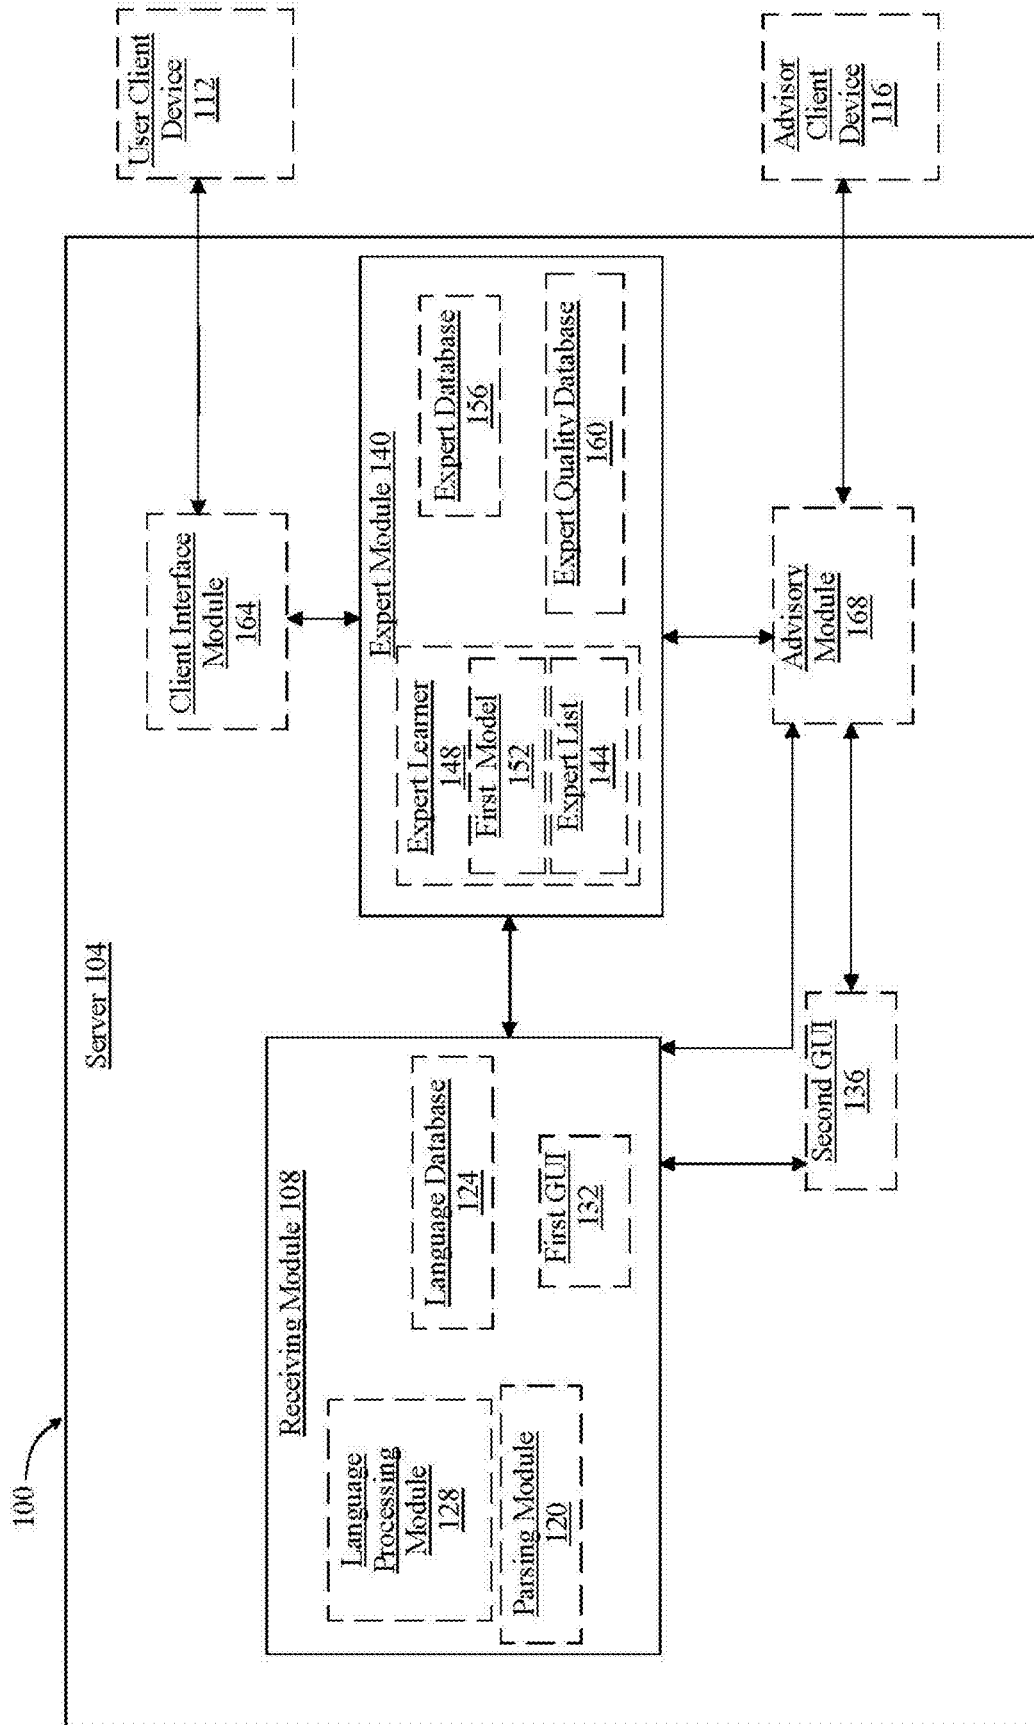 100
Server 104
Receiving Module 108
Language
Processing
Module
128
Parsing Module
120
Language Database
124
First GUI
132
Second GUI
136
Expert Module 140
Expert Learner
148
First Model
152
Expert List
144
Expert Database
156
Expert Quality Database
160
Client Interface
Module
164
Advisory
Module
168
User Client
Device
112
Advisor
Client
Device
116